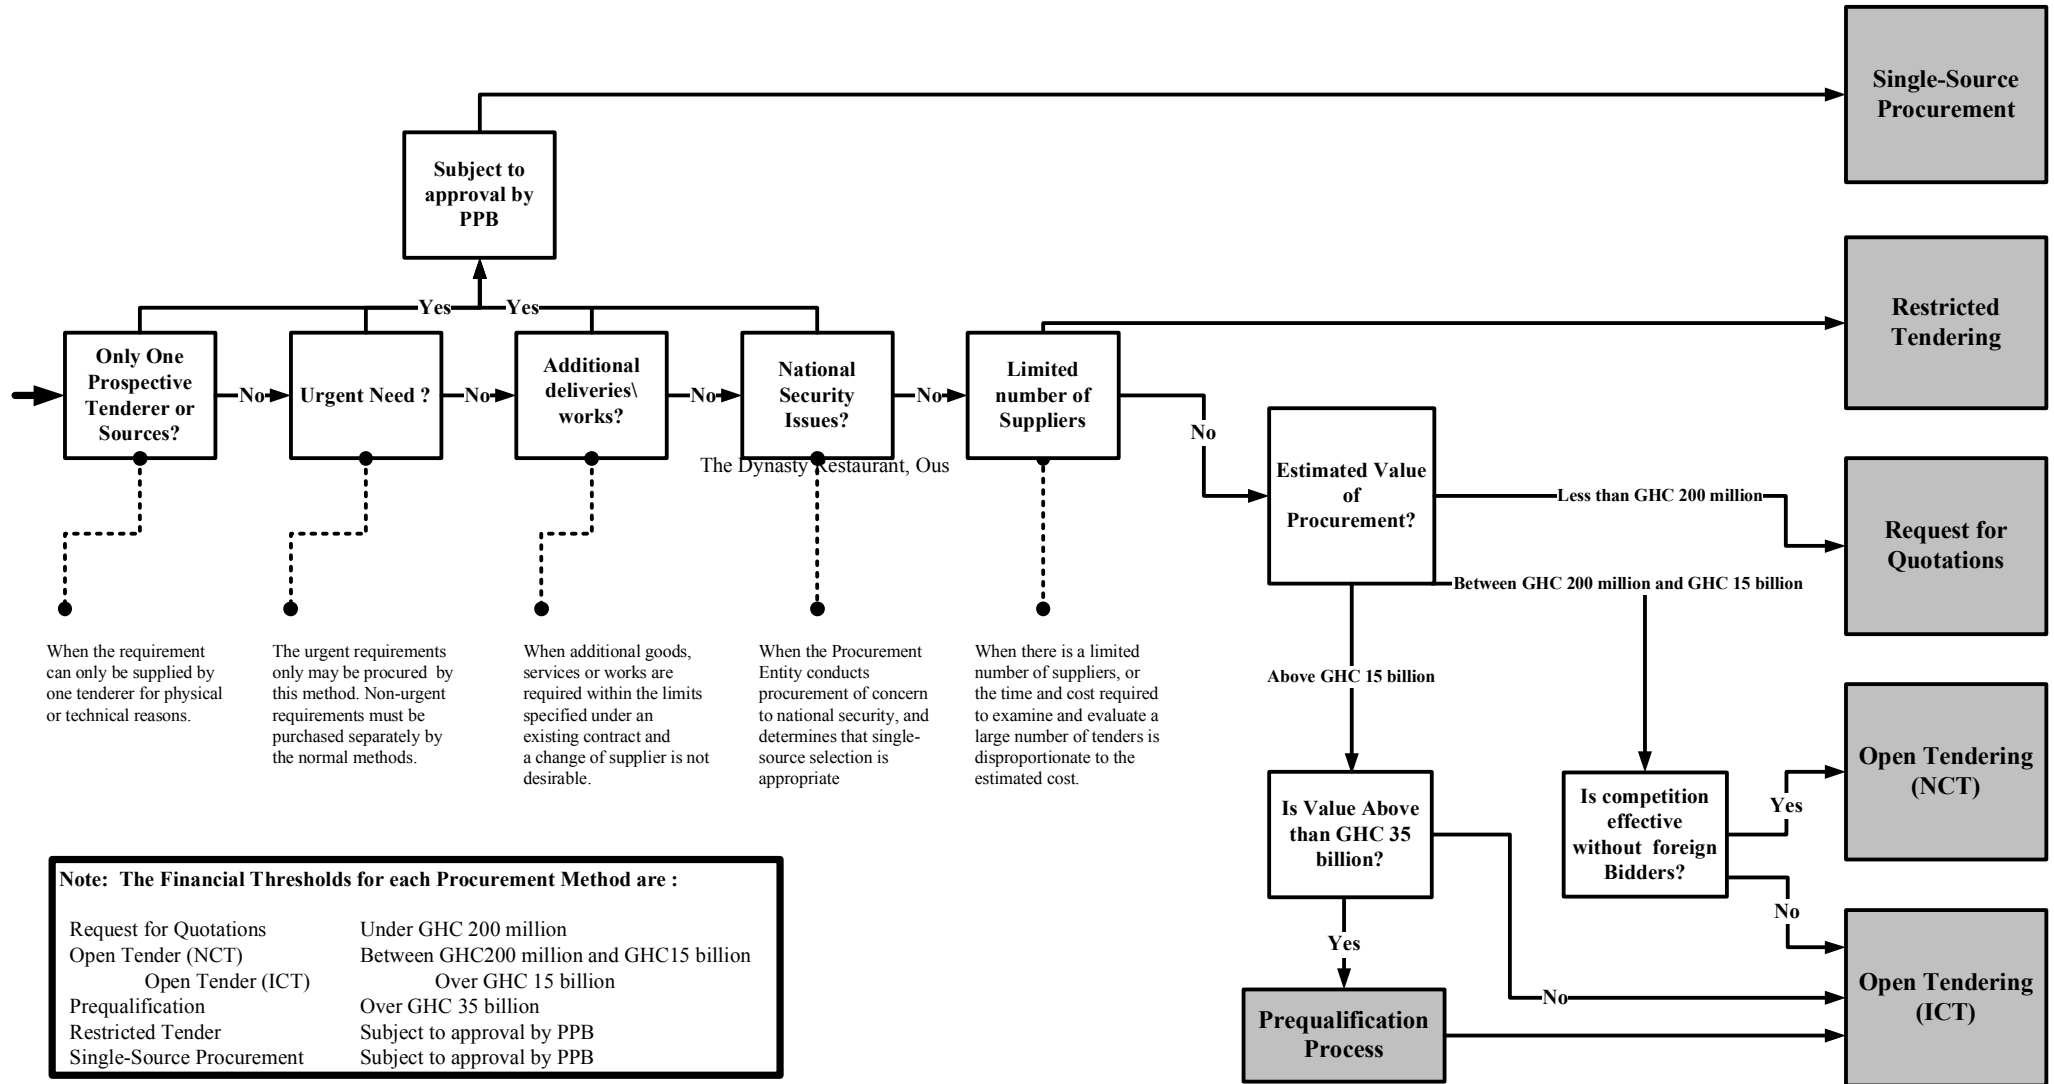 Single-Source
Procurement
Subject to
approval by
PPB
Restricted
Tendering
Yes
Yes
Only One
Prospective
Tenderer or
Sources?
No
Urgent Need ?
No
Additional
deliveries\
works?
No
National
Security
Issues?
No
Limited
number of
Suppliers
No
The Dynasty Restaurant, Ous
Estimated Value
of
Procurement?
Less than GHC 200 million
Request for
Quotations
Between GHC 200 million and GHC 15 billion
Above GHC 15 billion
When the requirement
can only be supplied by
one tenderer for physical
or technical reasons.
The urgent requirements
only may be procured by
this method. Non-urgent
requirements must be
purchased separately by
the normal methods.
When additional goods,
services or works are
required within the limits
specified under an
existing contract and
a change of supplier is not
desirable.
When the Procurement
Entity conducts
procurement of concern
to national security, and
determines that single-
source selection is
appropriate
When there is a limited
number of suppliers, or
the time and cost required
to examine and evaluate a
large number of tenders is
disproportionate to the
estimated cost.
Is Value Above
than GHC 35
billion?
Is competition
effective
without foreign
Bidders?
Yes
Open Tendering
(NCT)
No
Yes
No
Prequalification
Process
Open Tendering
(ICT)
Note: The Financial Thresholds for each Procurement Method are :
Request for Quotations Under GHC 200 million
Open Tender (NCT) Between GHC200 million and GHC15 billion
Open Tender (ICT) Over GHC 15 billion
Prequalification Over GHC 35 billion
Restricted Tender Subject to approval by PPB
Single-Source Procurement Subject to approval by PPB